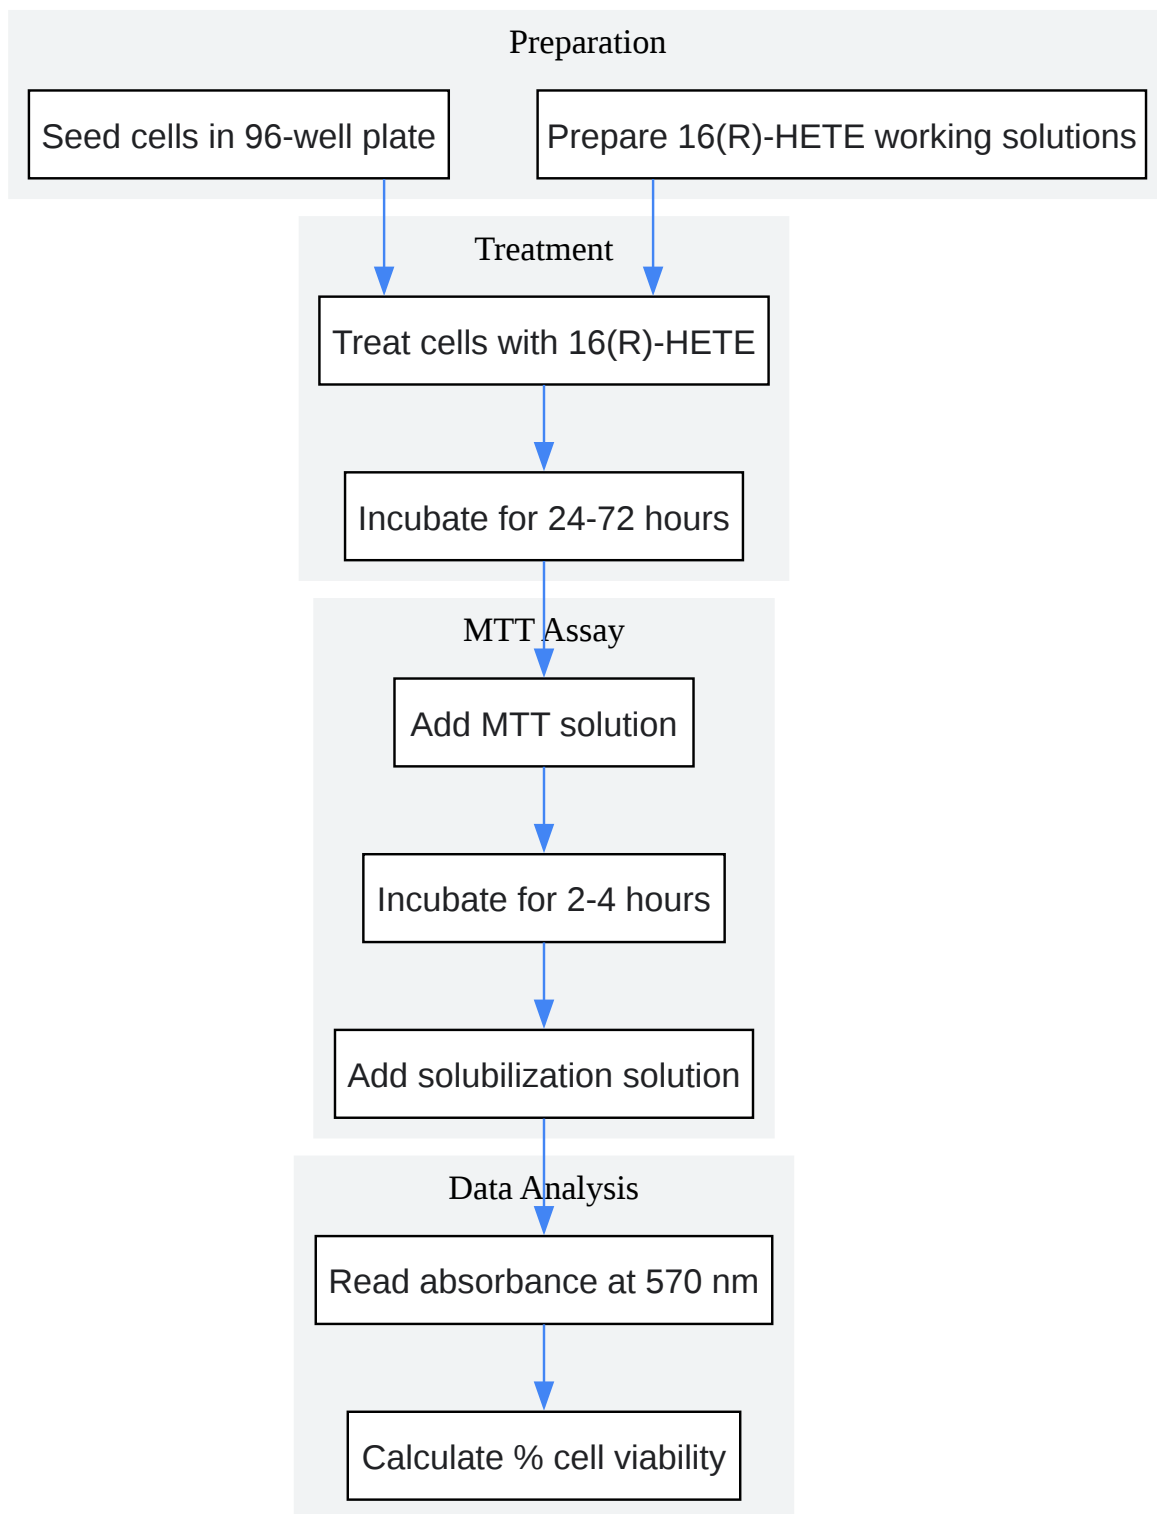 Preparation
Seed cells in 96-well plate
Prepare 16(R)-HETE working solutions
Treatment
Treat cells with 16(R)-HETE
Incubate for 24-72 hours
MTT Assay
Add MTT solution
Incubate for 2-4 hours
Add solubilization solution
Data Analysis
Read absorbance at 570 nm
Calculate % cell viability